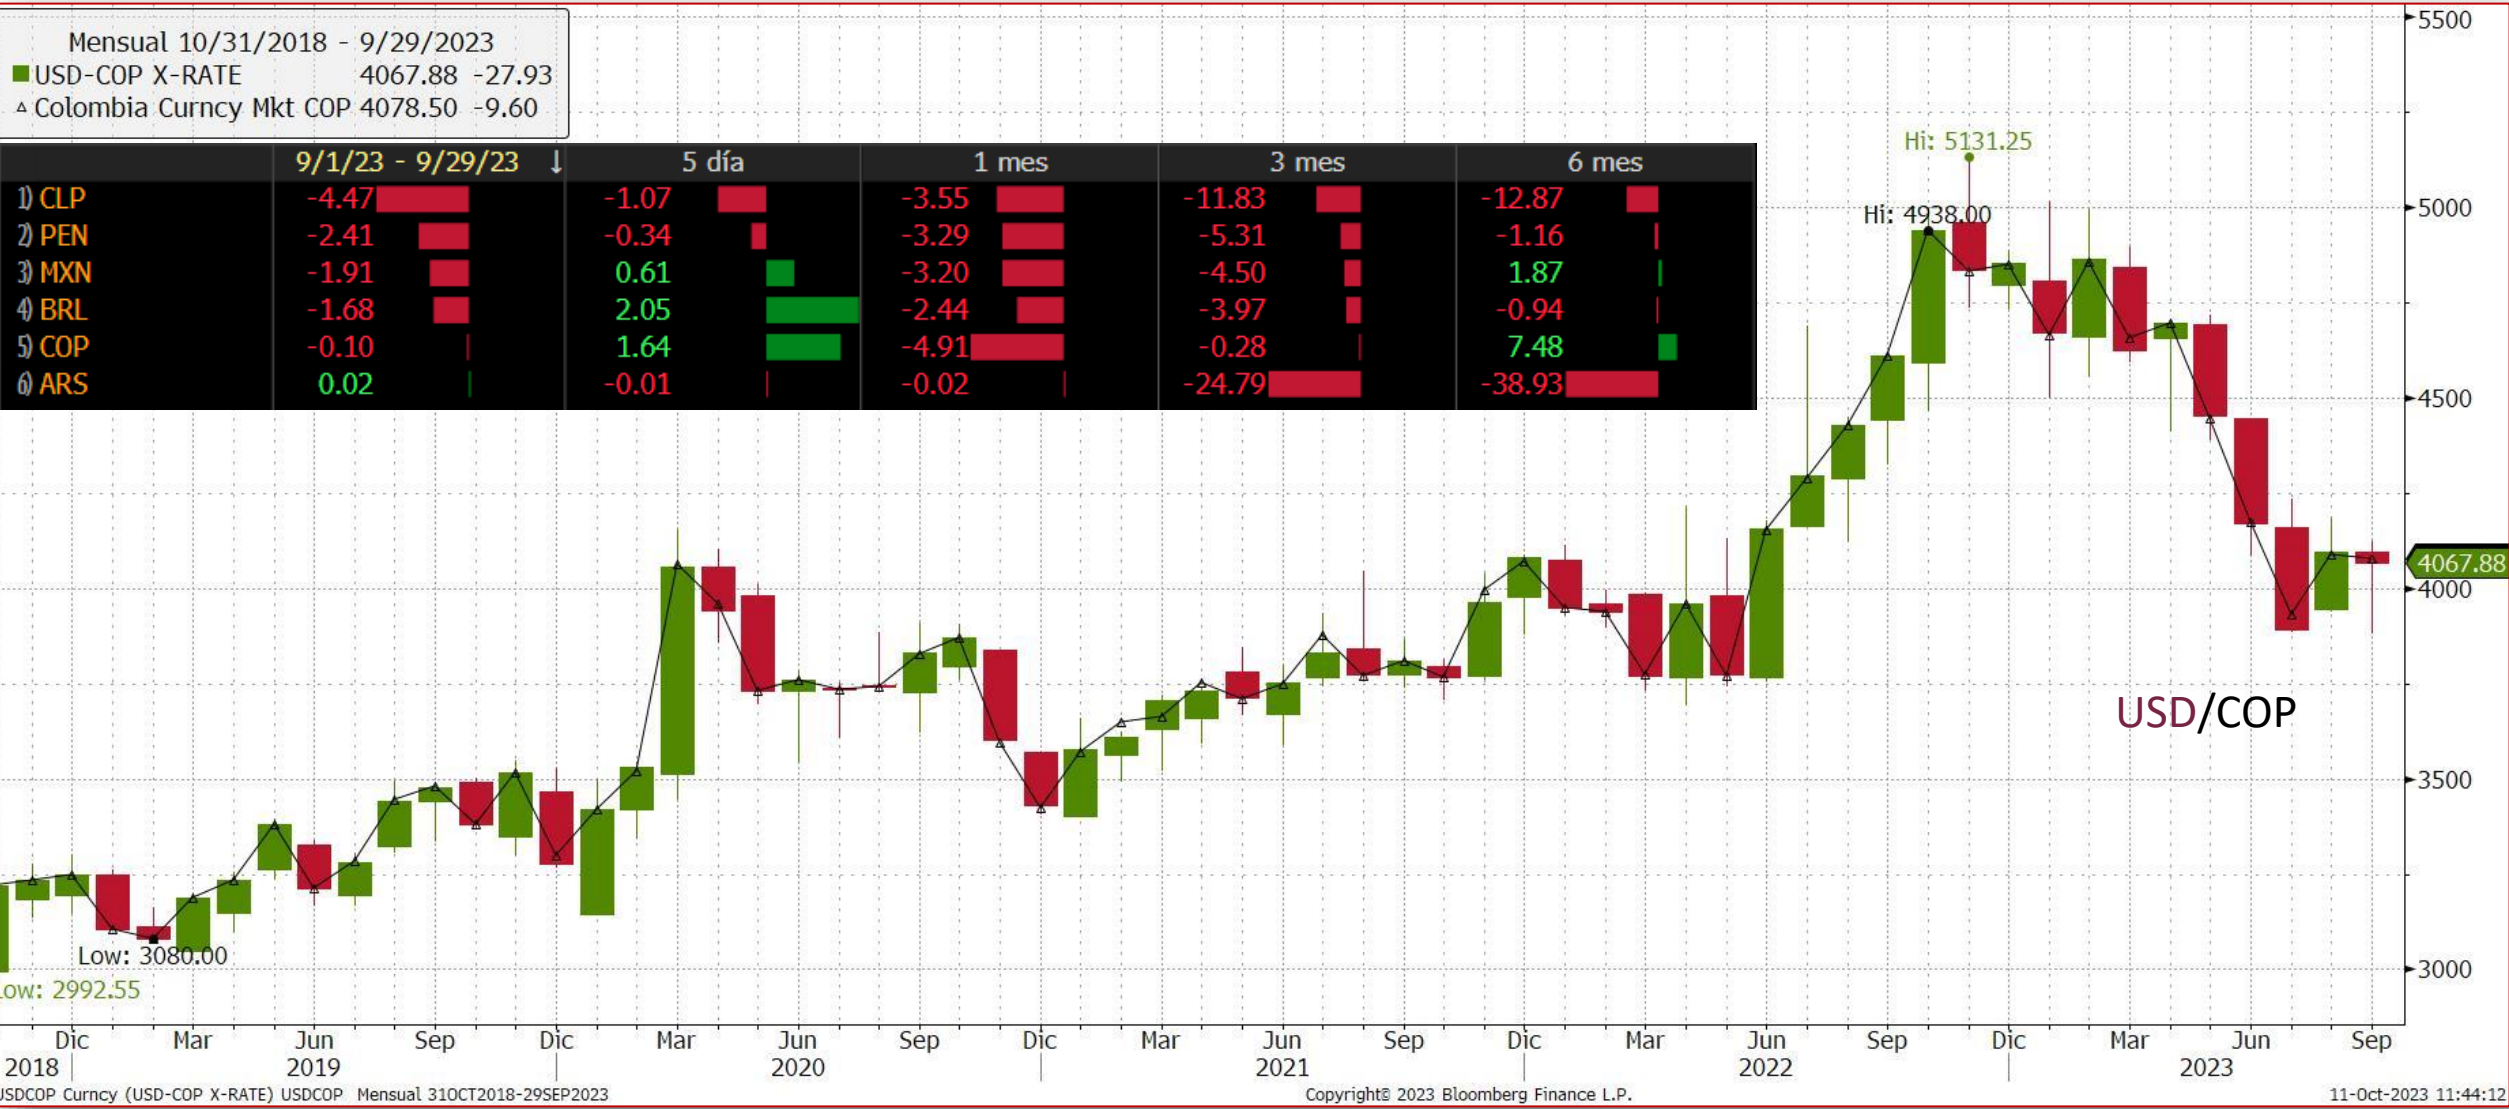 Mensual 10/31/2018 - 9/29/2023
USD-COP X-RATE 4067.88 -27.93
Colombia Curncy Mkt COP 4078.50 -9.60
9/1/23 - 9/29/23 ↓ 5 día 1 mes 3 mes 6 mes
1) CLP -4.47 -1.07 -3.55 -11.83 -12.87
2) PEN -2.41 -0.34 -3.29 -5.31 -1.16
3) MXN -1.91 0.61 -3.20 -4.50 1.87
4) BRL -1.68 2.05 -2.44 -3.97 -0.94
5) COP -0.10 1.64 -4.91 -0.28 7.48
6) ARS 0.02 -0.01 -0.02 -24.79 -38.93
Hi: 5131.25
Hi: 4938.00
5500
5000
4500
4067.88
4000
3500
3000
USD/COP
Low: 3080.00
Low: 2992.55
Dic Mar Jun Sep Dic Mar Jun Sep Dic Mar Jun Sep Dic Mar Jun Sep Dic Mar Jun Sep
2018 2019 2020 2021 2022 2023
USDCOP Curncy (USD-COP X-RATE) USDCOP Mensual 31OCT2018-29SEP2023
Copyright© 2023 Bloomberg Finance L.P.
11-Oct-2023 11:44:12